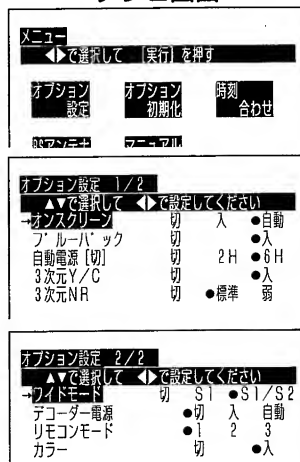 メニュー
◀▶で選択して [実行] を押す
オプション設定 オプション初期化 時刻合わせ
BSアンテナ マニュアル
オプション設定 1/2
▲▼で選択して ◀▶で設定してください
→オンスクリーン 切 入 ●自動
ブルーバック 切 ●入
自動電源 [切] 切 2H ●6H
3次元Y/C 切 ●入
3次元NR 切 ●標準 弱
オプション設定 2/2
▲▼で選択して ◀▶で設定してください
→ワイドモード 切 S1 ●S1/S2
デコーダー電源 ●切 入 自動
リモコンモード ●1 2 3
カラー 切 ●入